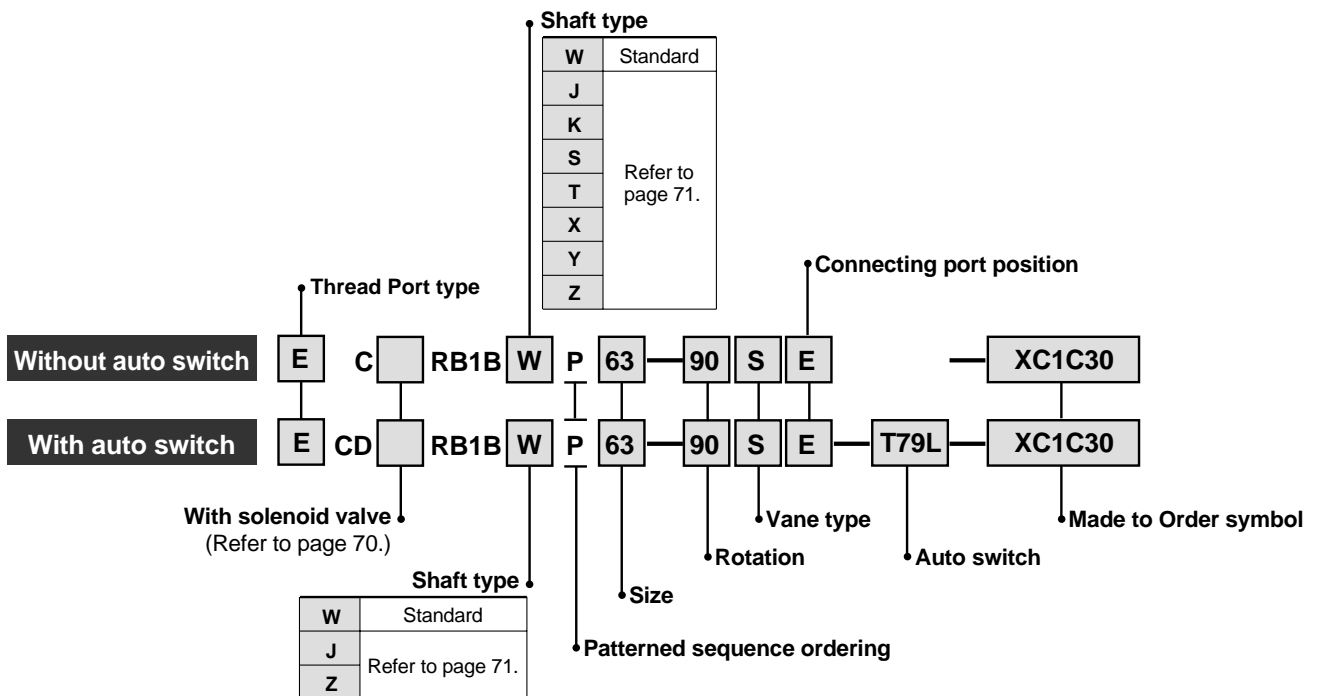 Shaft type
W Standard
J
K
S
T
X
Y
Z
Refer to
page 71.
Connecting port position
Thread Port type
Without auto switch E C RB1B W P 63 — 90 S E — XC1C30
With auto switch E CD RB1B W P 63 — 90 S E — T79L — XC1C30
With solenoid valve
(Refer to page 70.)
Vane type
Made to Order symbol
Rotation
Auto switch
Shaft type
Size
W Standard
J
Z
Refer to page 71.
Patterned sequence ordering